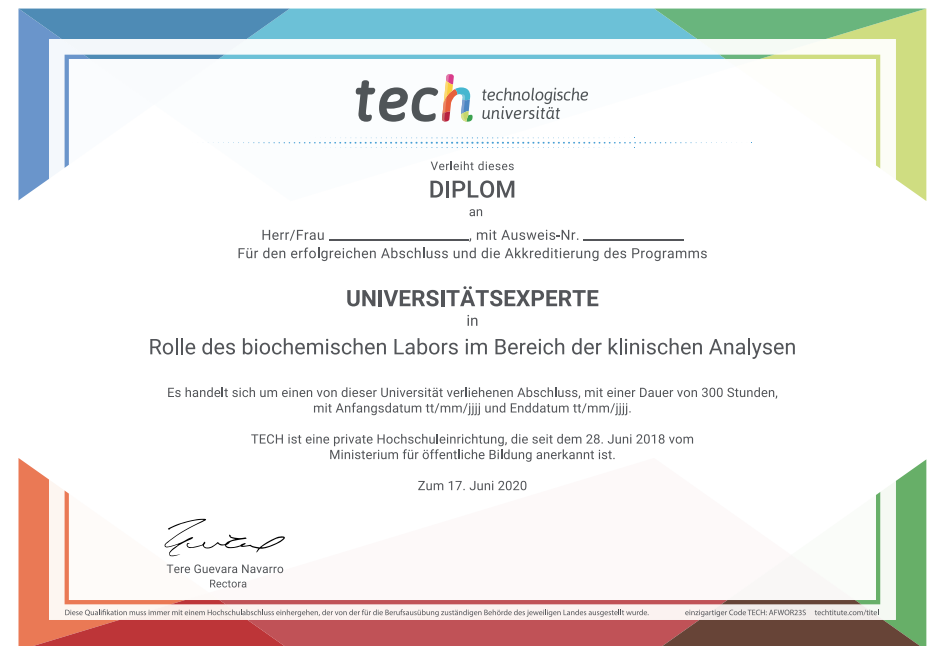 tech technologische
universität
Verleiht dieses
DIPLOM
an
Herr/Frau ____________________, mit Ausweis-Nr. __________________
Für den erfolgreichen Abschluss und die Akkreditierung des Programms
UNIVERSITÄTSEXPERTE
in
Rolle des biochemischen Labors im Bereich der klinischen Analysen
Es handelt sich um einen von dieser Universität verliehenen Abschluss, mit einer Dauer von 300 Stunden,
mit Anfangsdatum tt/mm/jjjj und Enddatum tt/mm/jjjj.
TECH ist eine private Hochschuleinrichtung, die seit dem 28. Juni 2018 vom
Ministerium für öffentliche Bildung anerkannt ist.
Zum 17. Juni 2020
Tere Guevara Navarro
Rectora
Diese Qualifikation muss immer mit einem Hochschulabschluss einhergehen, der von der für die Berufsausübung zuständigen Behörde des jeweiligen Landes ausgestellt wurde. einzigartiger Code TECH: AFWOR23S techtitute.com/titel